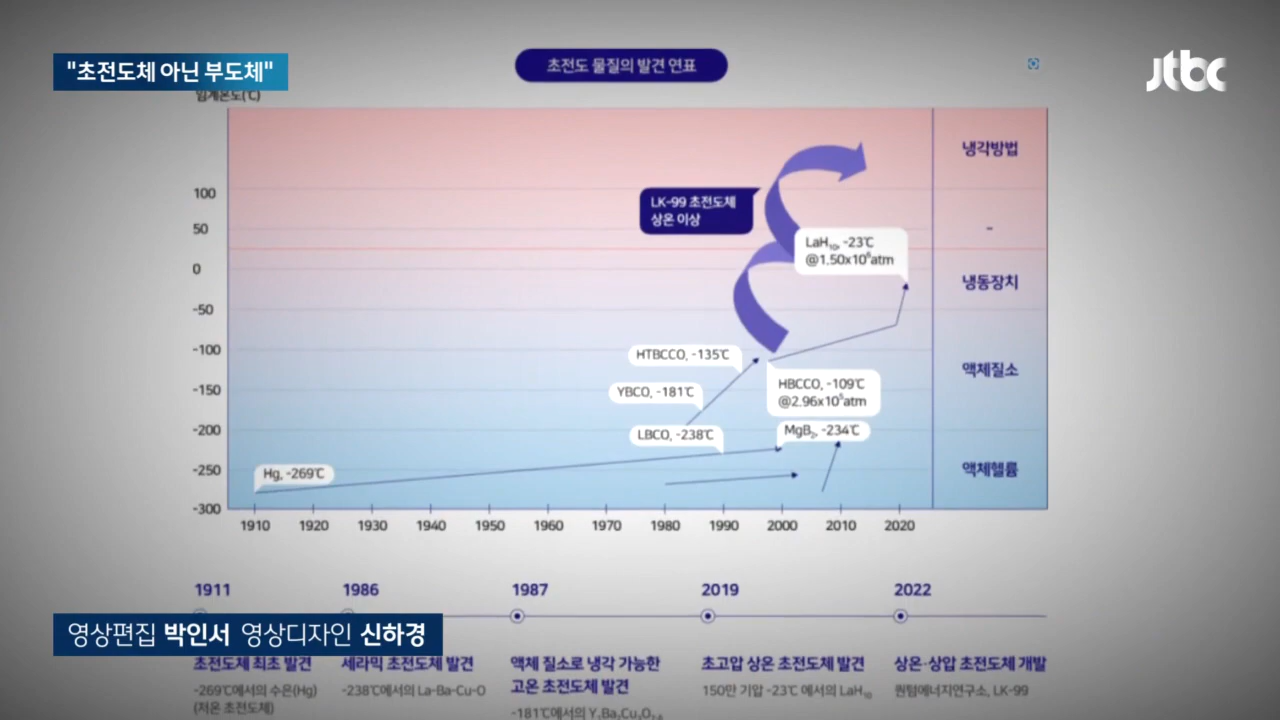 "초전도체 아닌 부도체"
초전도 물질의 발견 연표
jtbc
임계온도(℃)
냉각방법
100
50
0
-50
-100
-150
-200
-250
-300
LK-99 초전도체
상온 이상
LaH₁₀, -23℃
@1.50x10⁶atm
-
냉동장치
HTBCCO, -135℃
액체질소
YBCO, -181℃
HBCCO, -109℃
@2.96x10⁵atm
LBCO, -238℃
MgB₂, -234℃
Hg, -269℃
액체헬륨
1910 1920 1930 1940 1950 1960 1970 1980 1990 2000 2010 2020
1911 1986 1987 2019 2022
영상편집 박인서 영상디자인 신하경
초전도체 최초 발견
-269℃에서의 수은(Hg)
(저온 초전도체)
세라믹 초전도체 발견
-238℃에서의 La-Ba-Cu-O
액체 질소로 냉각 가능한
고온 초전도체 발견
-181℃에서의
초고압 상온 초전도체 발견
150만 기압 -23℃ 에서의 LaH₁₀
상온·상압 초전도체 개발
퀀텀에너지연구소, LK-99